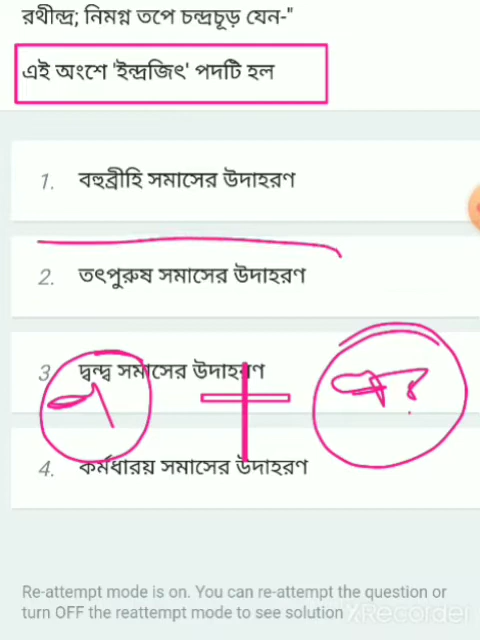 রথীন্দ্র; নিমগ্ন তপে চন্দ্রচূড় যেন-"
এই অংশে 'ইন্দ্রজিৎ' পদটি হল
1. বহুব্রীহি সমাসের উদাহরণ
2. তৎপুরুষ সমাসের উদাহরণ
3. দ্বন্দ্ব সমাসের উদাহরণ
4. কর্মধারয় সমাসের উদাহরণ
Re-attempt mode is on. You can re-attempt the question or
turn OFF the reattempt mode to see solution
XRecorder